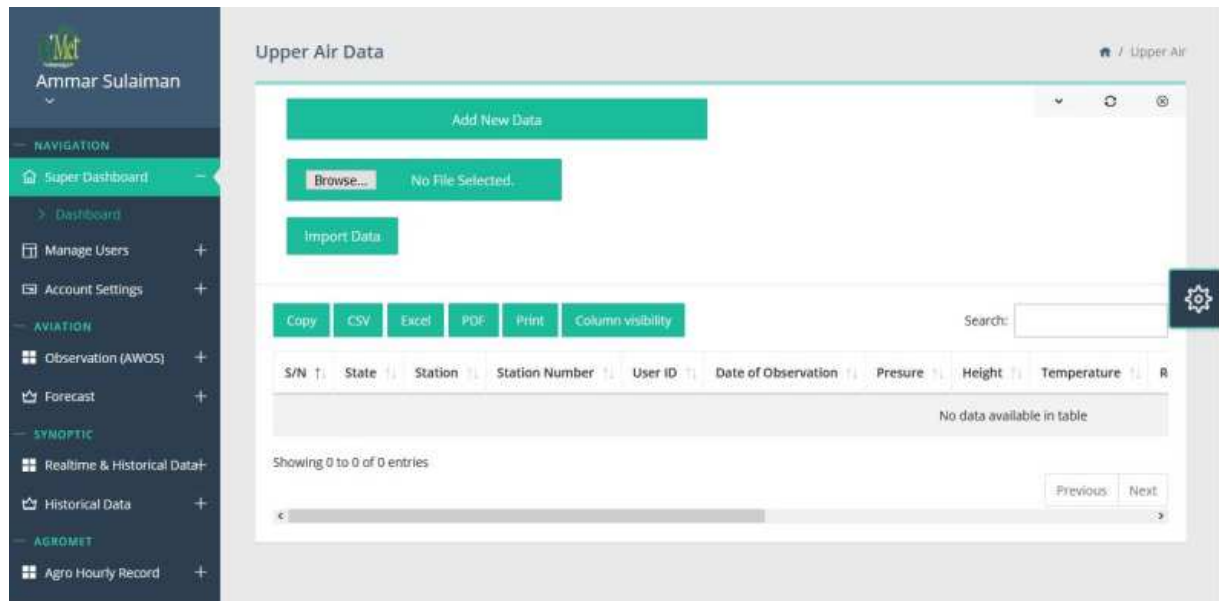 Met
Ammar Sulaiman
NAVIGATION
Super Dashboard
Dashboard
Manage Users
Account Settings
AVIATION
Observation (AWOS)
Forecast
SYNOPTIC
Realtime & Historical Data
Historical Data
AGROMET
Agro Hourly Record
Upper Air Data
/ Upper Air
Add New Data
Browse... No File Selected.
Import Data
Copy CSV Excel PDF Print Column visibility Search:
S/N State Station Station Number User ID Date of Observation Presure Height Temperature R
No data available in table
Showing 0 to 0 of 0 entries
Previous Next